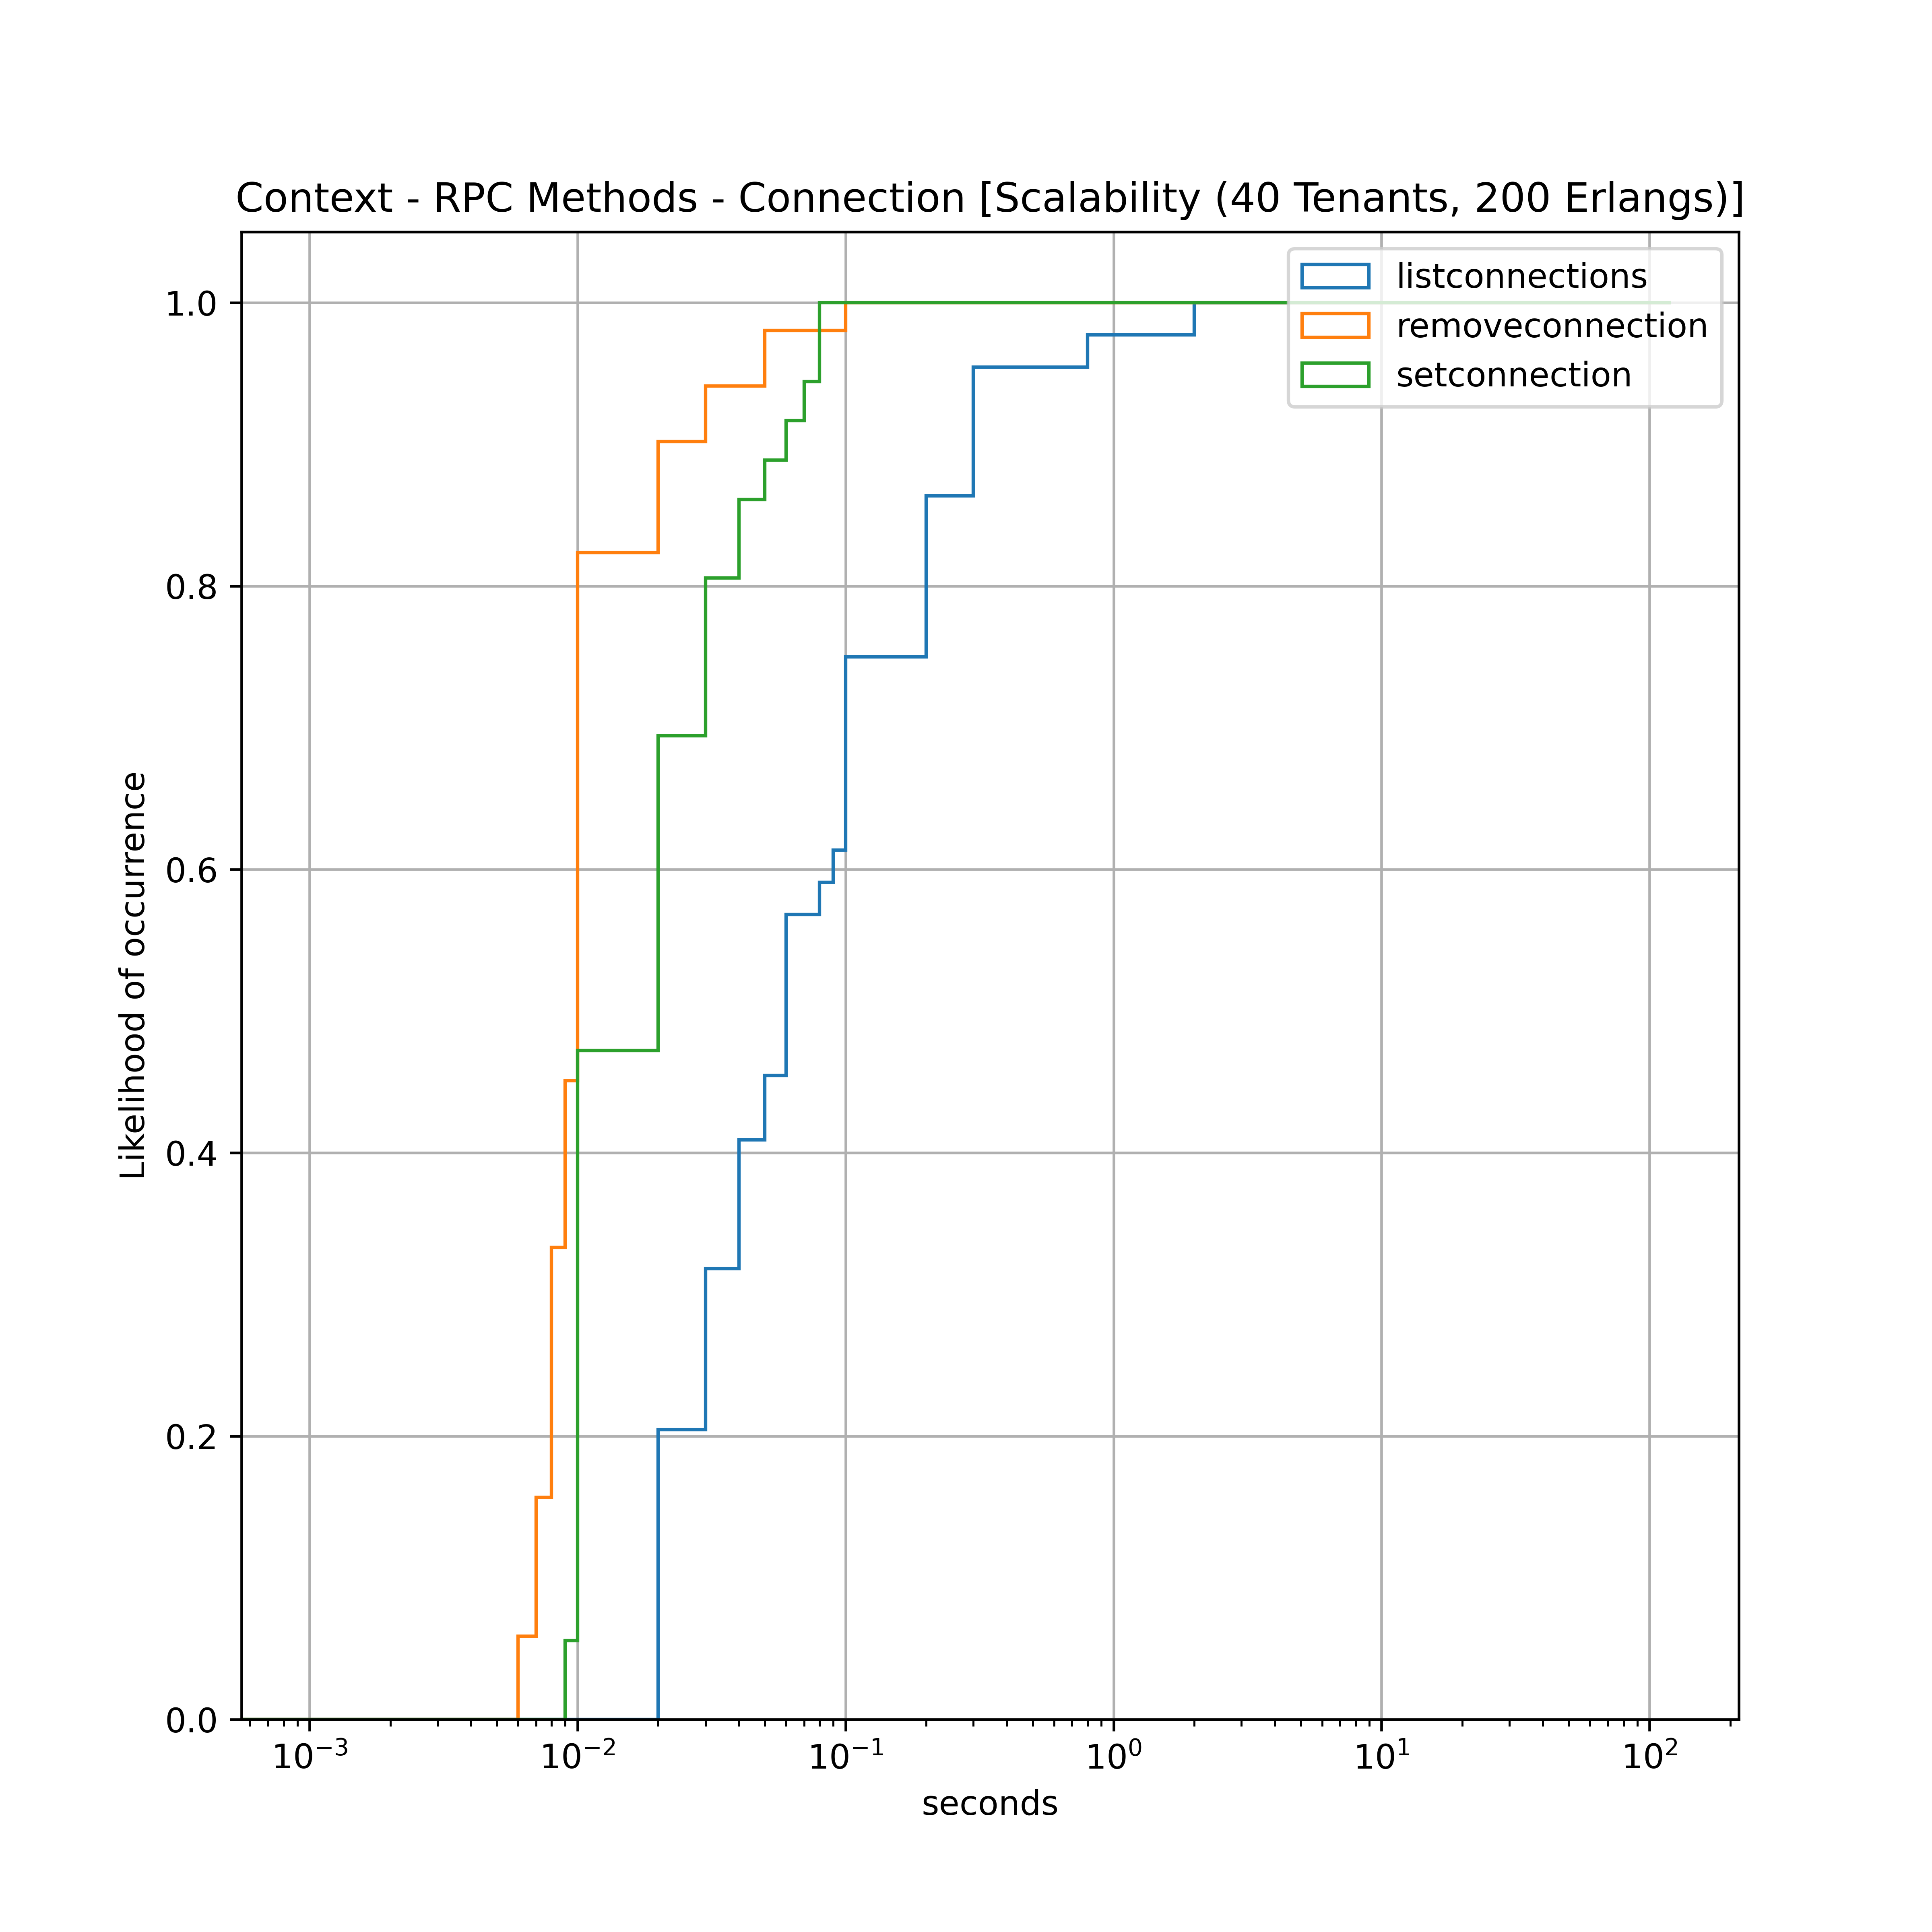 Context - RPC Methods - Connection [Scalability (40 Tenants, 200 Erlangs)]
listconnections
removeconnection
setconnection
1.0
0.8
0.6
0.4
0.2
0.0
Likelihood of occurrence
10⁻³ 10⁻² 10⁻¹ 10⁰ 10¹ 10²
seconds